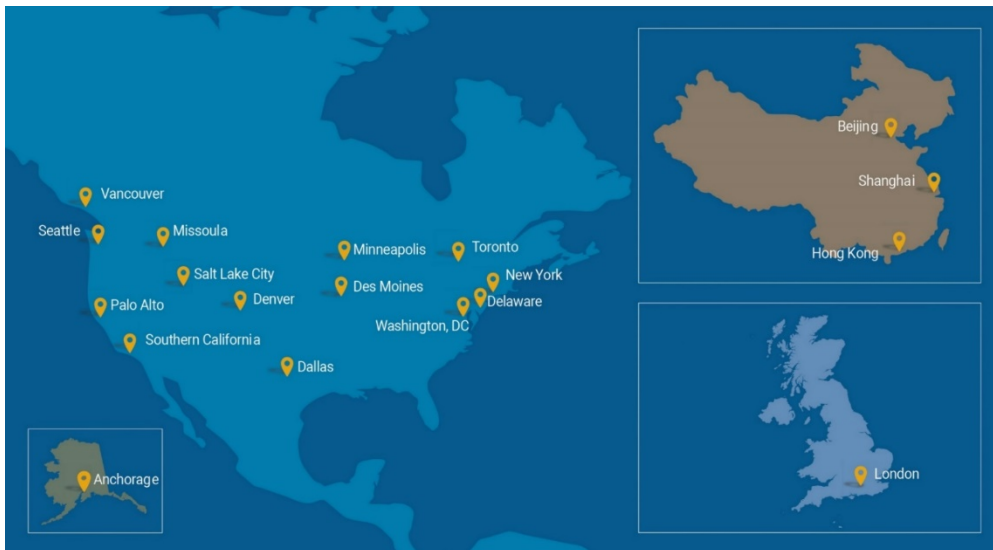 Vancouver
Seattle
Missoula
Minneapolis
Toronto
Salt Lake City
New York
Des Moines
Denver
Delaware
Palo Alto
Washington, DC
Southern California
Dallas
Anchorage
Beijing
Shanghai
Hong Kong
London